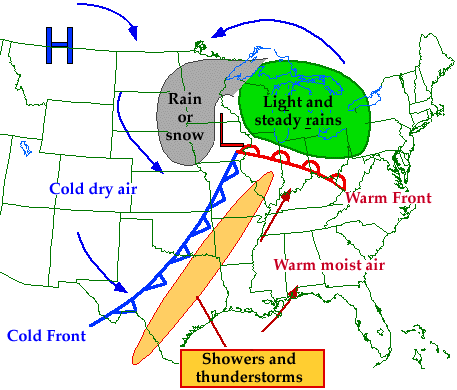 H
Rain
or
snow
Light and
steady rains
L
Cold dry air
Warm Front
Warm moist air
Cold Front
Showers and
thunderstorms